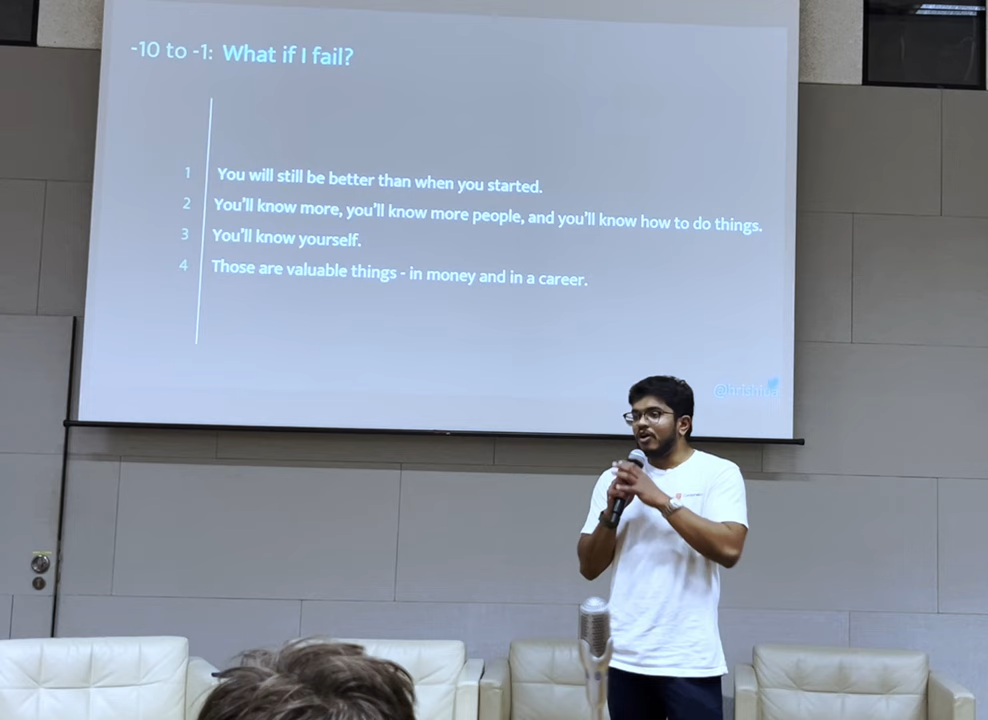 -10 to -1: What if I fail?
1 You will still be better than when you started.
2 You'll know more, you'll know more people, and you'll know how to do things.
3 You'll know yourself.
4 Those are valuable things - in money and in a career.